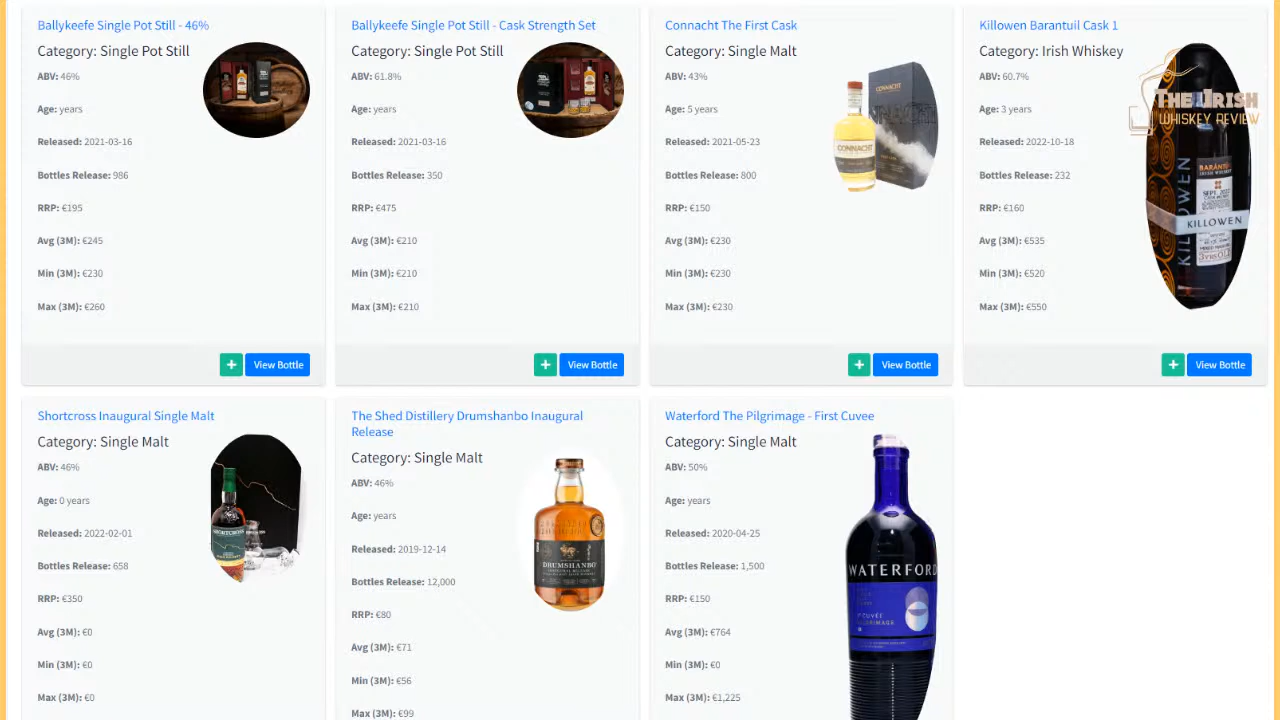 Ballykeefe Single Pot Still - 46%
Category: Single Pot Still
ABV: 46%
Age: years
Released: 2021-03-16
Bottles Release: 986
RRP: €195
Avg (3M): €245
Min (3M): €230
Max (3M): €260
+ View Bottle
Ballykeefe Single Pot Still - Cask Strength Set
Category: Single Pot Still
ABV: 61.8%
Age: years
Released: 2021-03-16
Bottles Release: 350
RRP: €475
Avg (3M): €210
Min (3M): €210
Max (3M): €210
+ View Bottle
Connacht The First Cask
Category: Single Malt
ABV: 43%
Age: 5 years
Released: 2021-05-23
Bottles Release: 800
RRP: €150
Avg (3M): €230
Min (3M): €230
Max (3M): €230
CONNACHT
CONNACHT
+ View Bottle
Killowen Barantuil Cask 1
Category: Irish Whiskey
ABV: 60.7%
Age: 3 years
Released: 2022-10-18
Bottles Release: 232
RRP: €160
Avg (3M): €535
Min (3M): €520
Max (3M): €550
THE IRISH
WHISKEY REVIEW
KILLOWEN
KILLOWEN
+ View Bottle
Shortcross Inaugural Single Malt
Category: Single Malt
ABV: 46%
Age: 0 years
Released: 2022-02-01
Bottles Release: 658
RRP: €350
Avg (3M): €0
Min (3M): €0
Max (3M): €0
The Shed Distillery Drumshanbo Inaugural
Release
Category: Single Malt
ABV: 46%
Age: years
Released: 2019-12-14
Bottles Release: 12,000
RRP: €80
Avg (3M): €71
Min (3M): €56
Max (3M): €99
DRUMSHANBO
Waterford The Pilgrimage - First Cuvee
Category: Single Malt
ABV: 50%
Age: years
Released: 2020-04-25
Bottles Release: 1,500
RRP: €150
Avg (3M): €764
Min (3M): €0
Max (3M): €1,225
WATERFORD